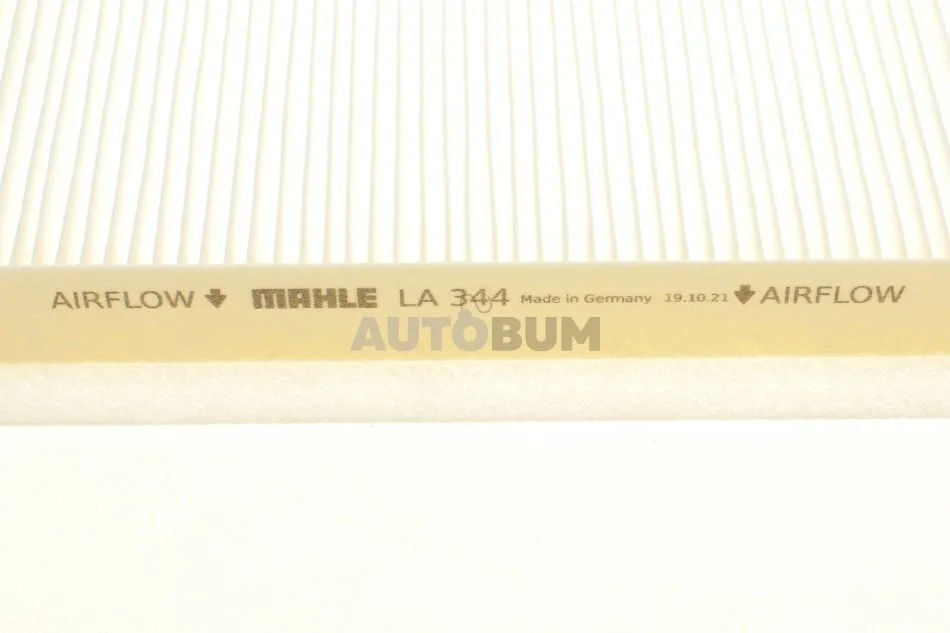 AIRFLOW MAHLE LA 344 Made in Germany 19.10.21 AIRFLOW
AUTOBUM